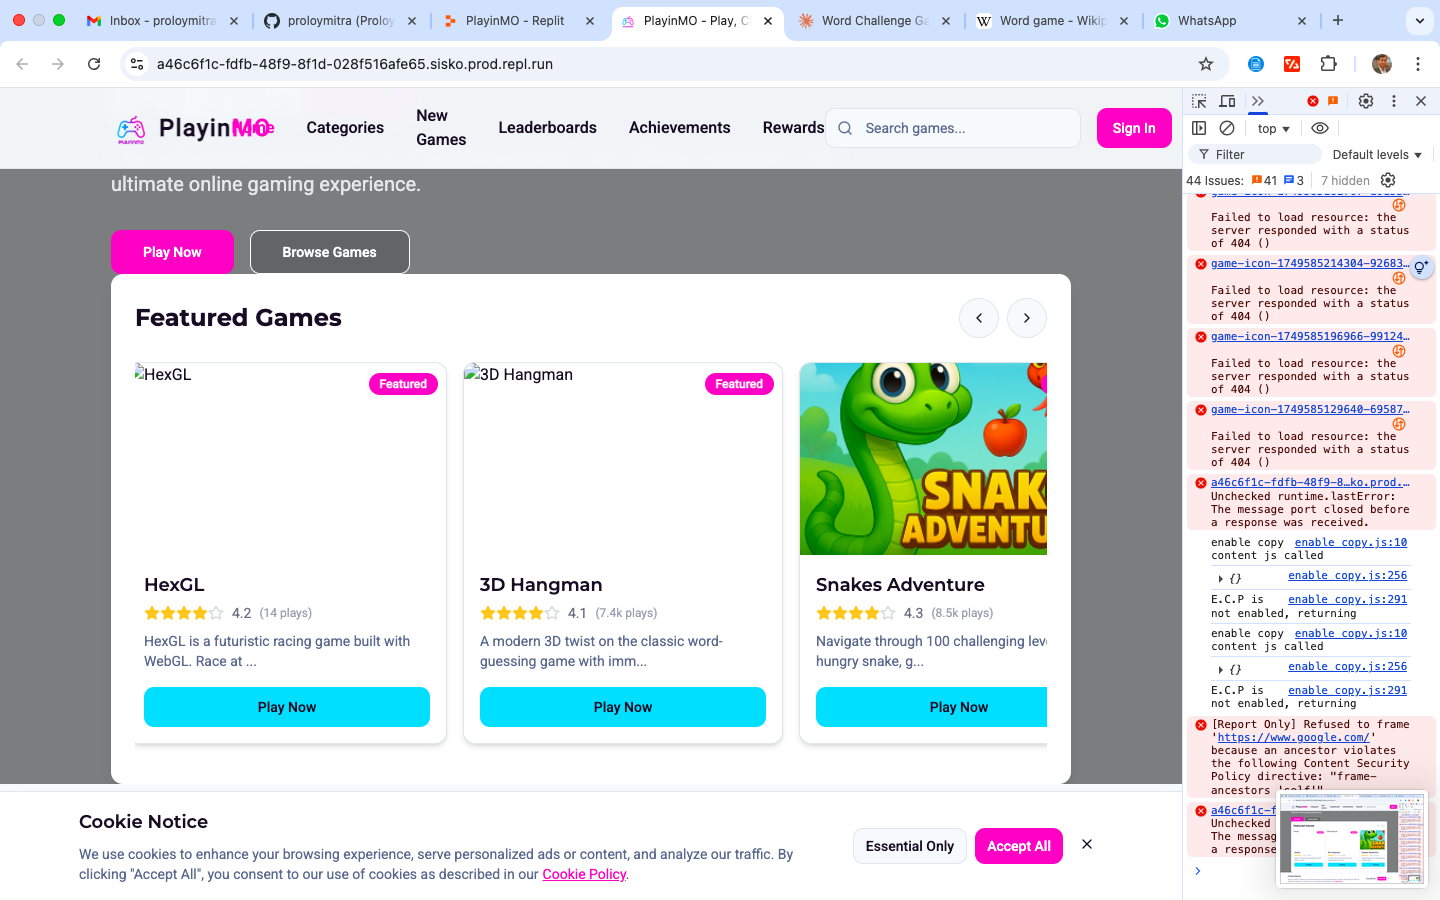 Inbox - proloymitra
proloymitra (Proloy
PlayinMO - Replit
PlayinMO - Play, C
Word Challenge Ga
Word game - Wikip
WhatsApp
a46c6f1c-fdfb-48f9-8f1d-028f516afe65.sisko.prod.repl.run
PlayinMO
Home
Categories
New
Games
Leaderboards
Achievements
Rewards
Search games...
Sign In
ultimate online gaming experience.
Play Now
Browse Games
Featured Games
HexGL
Featured
3D Hangman
Featured
SNAK
ADVENTU
HexGL
4.2 (14 plays)
HexGL is a futuristic racing game built with
WebGL. Race at ...
Play Now
3D Hangman
4.1 (7.4k plays)
A modern 3D twist on the classic word-
guessing game with imm...
Play Now
Snakes Adventure
4.3 (8.5k plays)
Navigate through 100 challenging leve
hungry snake, g...
Play Now
Cookie Notice
We use cookies to enhance your browsing experience, serve personalized ads or content, and analyze our traffic. By
clicking "Accept All", you consent to our use of cookies as described in our Cookie Policy.
Essential Only
Accept All
top
Filter
Default levels
44 Issues: 41 3 7 hidden
Failed to load resource: the
server responded with a status
of 404 ()
game-icon-1749585214304-92683…
Failed to load resource: the
server responded with a status
of 404 ()
game-icon-1749585196966-99124…
Failed to load resource: the
server responded with a status
of 404 ()
game-icon-1749585129640-69587…
Failed to load resource: the
server responded with a status
of 404 ()
a46c6f1c-fdfb-48f9-8…ko.prod.…
Unchecked runtime.lastError:
The message port closed before
a response was received.
enable copy enable copy.js:10
content js called
{} enable copy.js:256
E.C.P is enable copy.js:291
not enabled, returning
enable copy enable copy.js:10
content js called
{} enable copy.js:256
E.C.P is enable copy.js:291
not enabled, returning
[Report Only] Refused to frame
'https://www.google.com/'
because an ancestor violates
the following Content Security
Policy directive: "frame-
ancestors 'self'"
a46c6f1c-f
Unchecked
The messag
a response